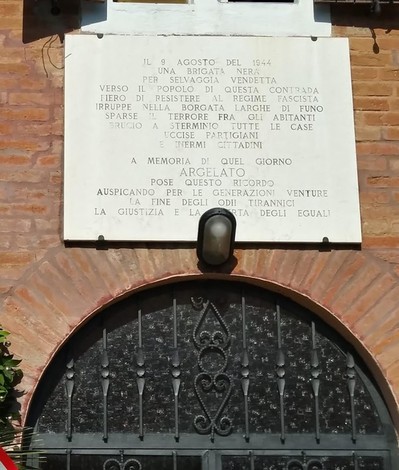 IL 9 AGOSTO DEL 1944
UNA BRIGATA NERA
PER SELVAGGIA VENDETTA
VERSO IL POPOLO DI QUESTA CONTRADA
FIERO DI RESISTERE AL REGIME FASCISTA
IRRUPPE NELLA BORGATA LARGHE DI FUNO
SPARSE IL TERRORE FRA GLI ABITANTI
BRUCIO A STERMINIO TUTTE LE CASE
UCCISE PARTIGIANI
E INERMI CITTADINI
A MEMORIA DI QUEL GIORNO
ARGELATO
POSE QUESTO RICORDO
AUSPICANDO PER LE GENERAZIONI VENTURE
LA FINE DEGLI ODII TIRANNICI
LA GIUSTIZIA E LA ERTA DEGLI EGUALI